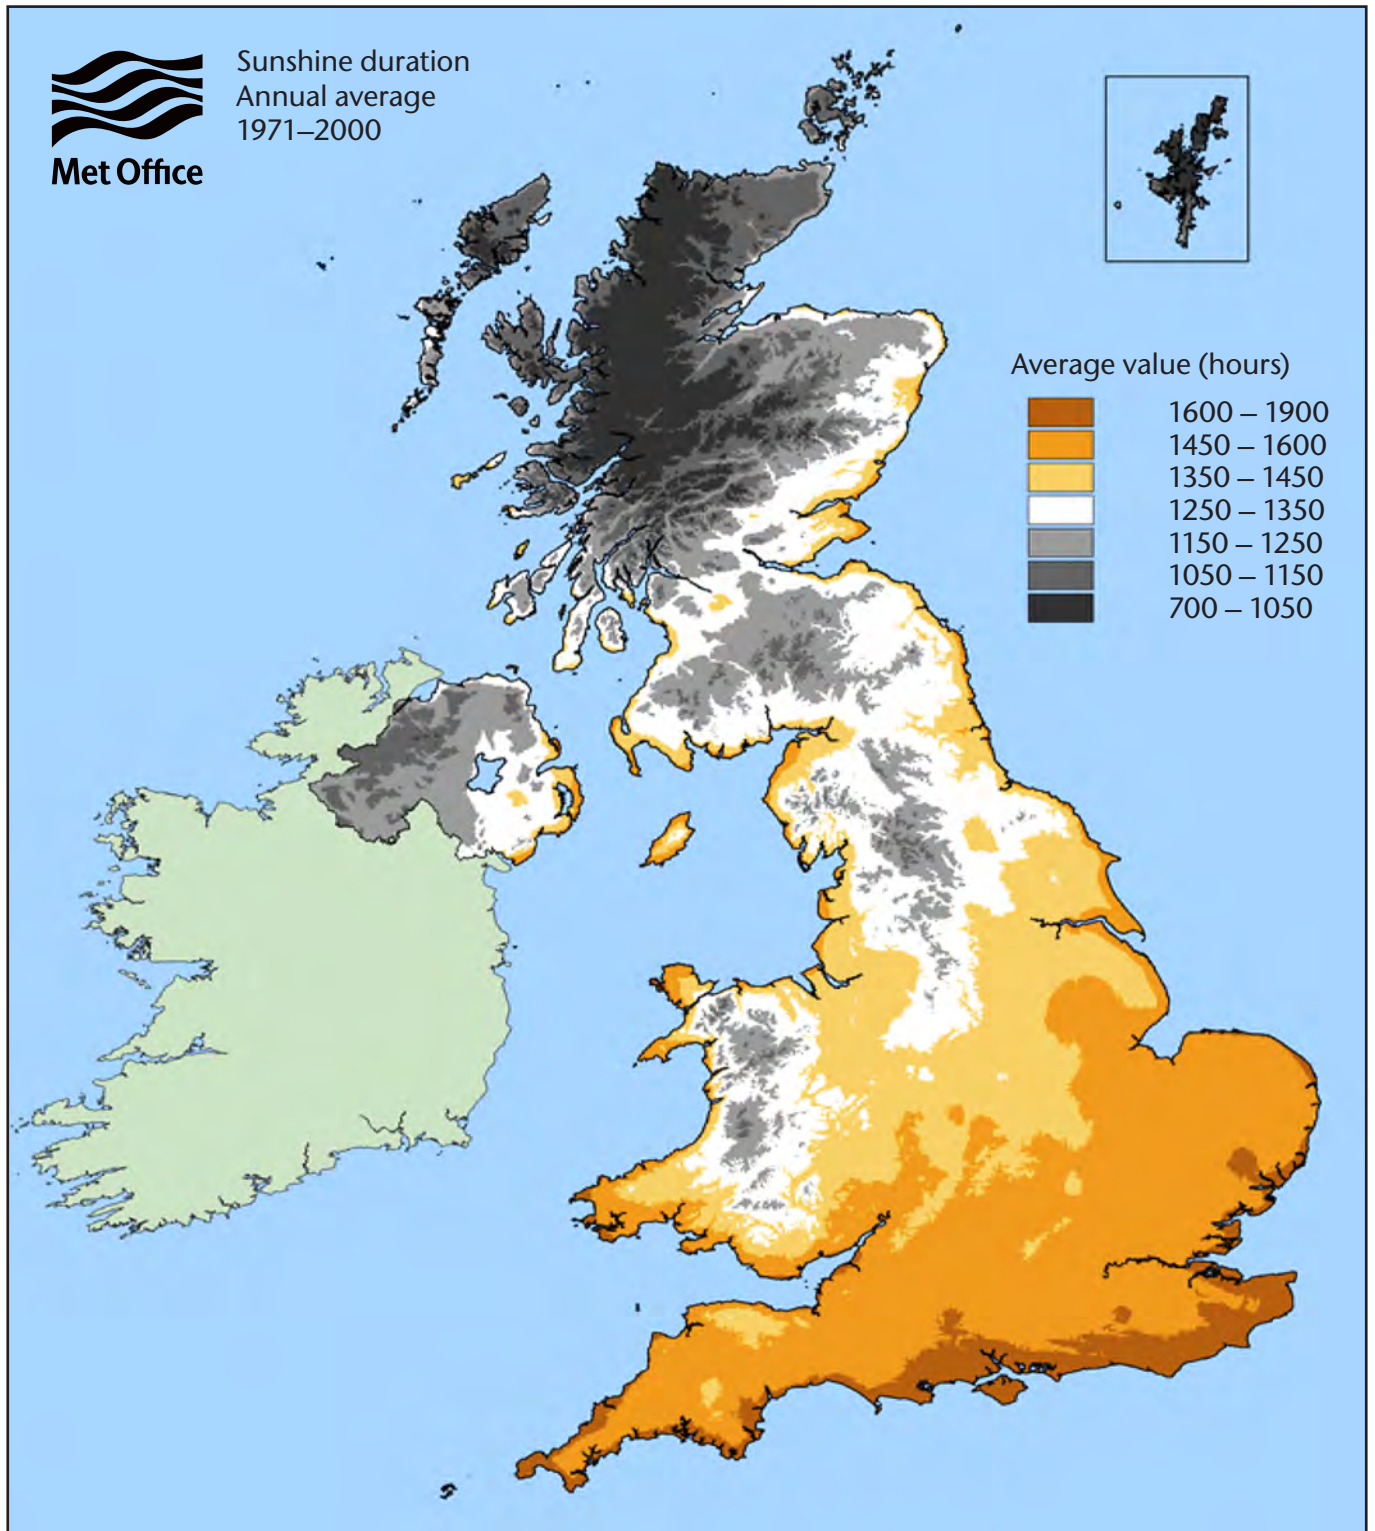 Sunshine duration
Annual average
1971–2000
Met Office
Average value (hours)
1600 – 1900
1450 – 1600
1350 – 1450
1250 – 1350
1150 – 1250
1050 – 1150
700 – 1050